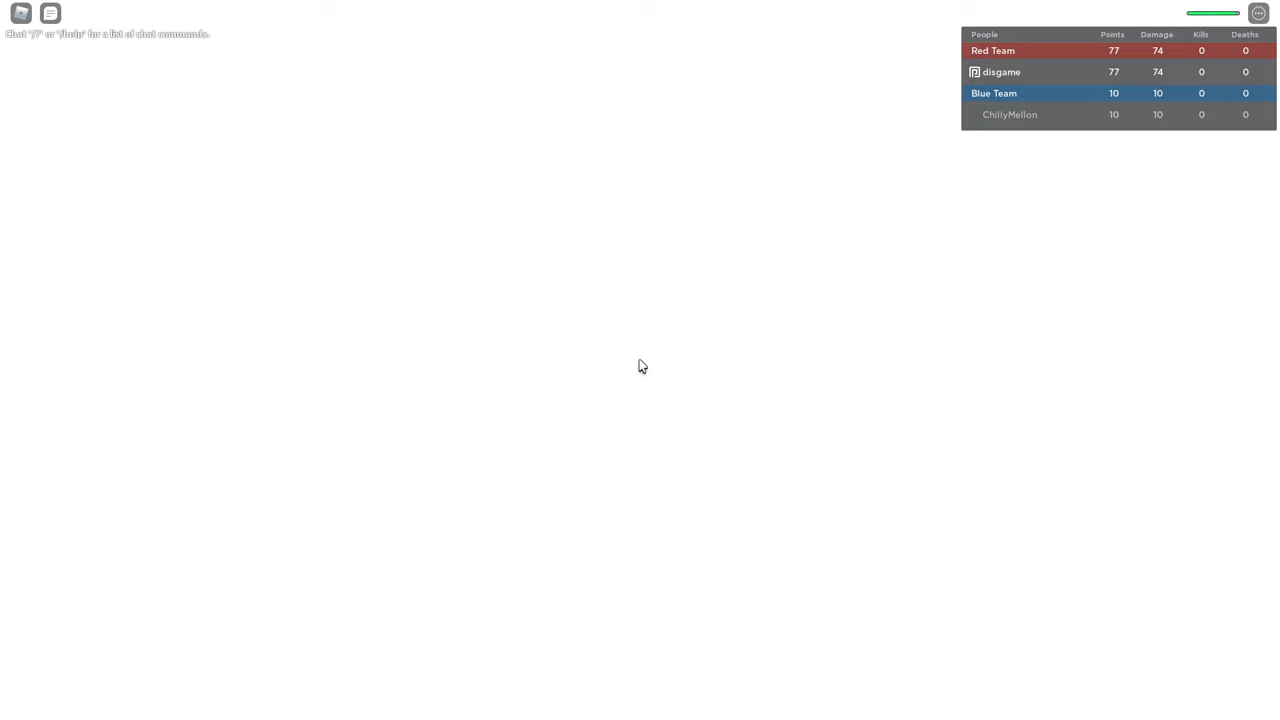 Chat '/?' or '/help' for a list of chat commands.
People Points Damage Kills Deaths
Red Team 77 74 0 0
disgame 77 74 0 0
Blue Team 10 10 0 0
ChillyMellon 10 10 0 0